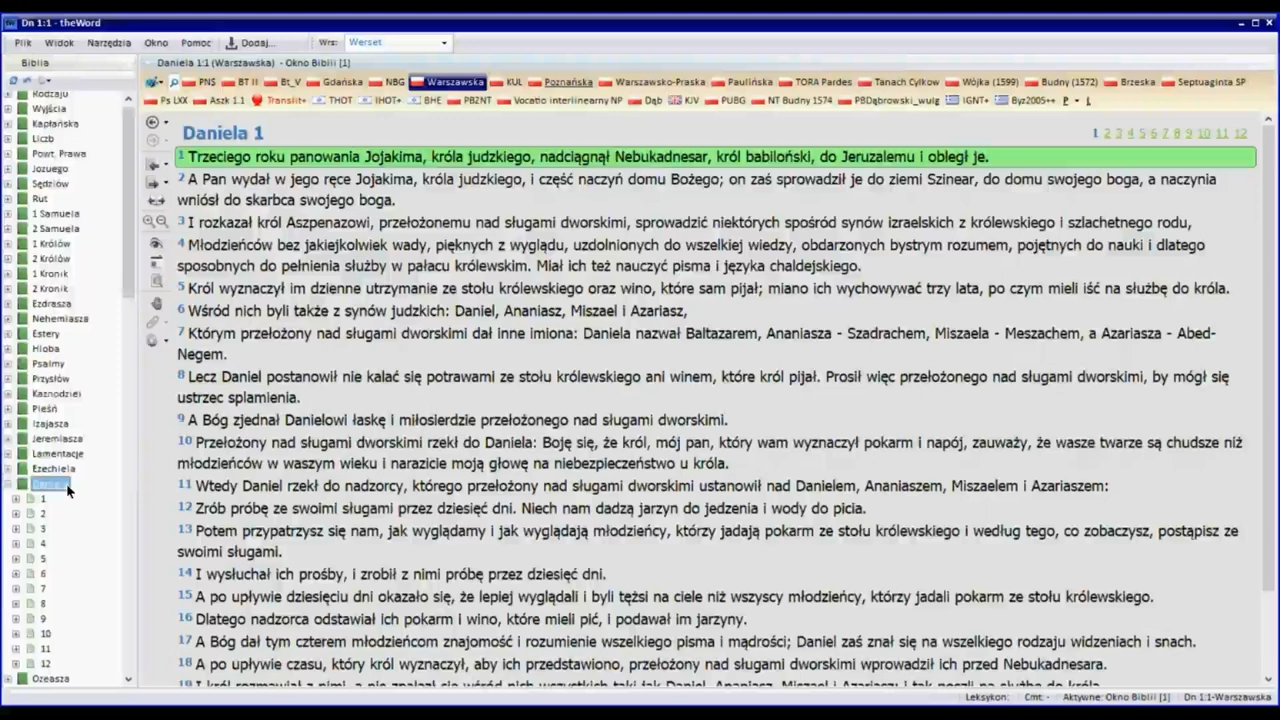 Dn 1:1 - theWord
Plik Widok Narzędzia Okno Pomoc Dodaj... Wrs: Werset
Biblia
Daniela 1:1 (Warszawska) - Okno Biblii [1]
PNŚ BT II Bt_V Gdańska NBG Warszawska KUL Poznańska Warszawsko-Praska Paulińska TORA Pardes Tanach Cylkow Wójka (1599) Budny (1572) Brzeska Septuaginta SP
Ps LXX Aszk 1.1 Translit+ THOT IHOT+ BHE PBZNT Vocatio interlinearny NP Dąb KJV PUBG NT Budny 1574 PBDąbrowski_wulg IGNT+ Byz2005++ P
Rodzaju
Wyjścia
Kapłańska
Liczb
Powt. Prawa
Jozuego
Sędziów
Rut
1 Samuela
2 Samuela
1 Królów
2 Królów
1 Kronik
2 Kronik
Ezdrasza
Nehemiasza
Estery
Hioba
Psalmy
Przysłów
Kaznodziei
Pieśń
Izajasza
Jeremiasza
Lamentacje
Ezechiela
1
2
3
4
5
6
7
8
9
10
11
12
Ozeasza
Daniela 1
1 2 3 4 5 6 7 8 9 10 11 12
1 Trzeciego roku panowania Jojakima, króla judzkiego, nadciągnął Nebukadnesar, król babiloński, do Jeruzalemu i obległ je.
2 A Pan wydał w jego ręce Jojakima, króla judzkiego, i część naczyń domu Bożego; on zaś sprowadził je do ziemi Szinear, do domu swojego boga, a naczynia
wniósł do skarbca swojego boga.
3 I rozkazał król Aszpenazowi, przełożonemu nad sługami dworskimi, sprowadzić niektórych spośród synów izraelskich z królewskiego i szlachetnego rodu,
4 Młodzieńców bez jakiejkolwiek wady, pięknych z wyglądu, uzdolnionych do wszelkiej wiedzy, obdarzonych bystrym rozumem, pojętnych do nauki i dlatego
sposobnych do pełnienia służby w pałacu królewskim. Miał ich też nauczyć pisma i języka chaldejskiego.
5 Król wyznaczył im dzienne utrzymanie ze stołu królewskiego oraz wino, które sam pijał; miano ich wychowywać trzy lata, po czym mieli iść na służbę do króla.
6 Wśród nich byli także z synów judzkich: Daniel, Ananiasz, Miszael i Azariasz,
7 Którym przełożony nad sługami dworskimi dał inne imiona: Daniela nazwał Baltazarem, Ananiasza - Szadrachem, Miszaela - Meszachem, a Azariasza - Abed-
Negem.
8 Lecz Daniel postanowił nie kalać się potrawami ze stołu królewskiego ani winem, które król pijał. Prosił więc przełożonego nad sługami dworskimi, by mógł się
ustrzec splamienia.
9 A Bóg zjednał Danielowi łaskę i miłosierdzie przełożonego nad sługami dworskimi.
10 Przełożony nad sługami dworskimi rzekł do Daniela: Boję się, że król, mój pan, który wam wyznaczył pokarm i napój, zauważy, że wasze twarze są chudsze niż
młodzieńców w waszym wieku i narazicie moją głowę na niebezpieczeństwo u króla.
11 Wtedy Daniel rzekł do nadzorcy, którego przełożony nad sługami dworskimi ustanowił nad Danielem, Ananiaszem, Miszaelem i Azariaszem:
12 Zrób próbę ze swoimi sługami przez dziesięć dni. Niech nam dadzą jarzyn do jedzenia i wody do picia.
13 Potem przypatrzysz się nam, jak wyglądamy i jak wyglądają młodzieńcy, którzy jadają pokarm ze stołu królewskiego i według tego, co zobaczysz, postąpisz ze
swoimi sługami.
14 I wysłuchał ich prośby, i zrobił z nimi próbę przez dziesięć dni.
15 A po upływie dziesięciu dni okazało się, że lepiej wyglądali i byli tężsi na ciele niż wszyscy młodzieńcy, którzy jadali pokarm ze stołu królewskiego.
16 Dlatego nadzorca odstawiał ich pokarm i wino, które mieli pić, i podawał im jarzyny.
17 A Bóg dał tym czterem młodzieńcom znajomość i rozumienie wszelkiego pisma i mądrości; Daniel zaś znał się na wszelkiego rodzaju widzeniach i snach.
18 A po upływie czasu, który król wyznaczył, aby ich przedstawiono, przełożony nad sługami dworskimi wprowadził ich przed Nebukadnesara.
19 I król rozmawiał z nimi, a nie znalazł się wśród nich wszystkich taki jak Daniel, Ananiasz, Miszael i Azariasz; i tak poszli na służbę do króla.
Leksykon: Cmt: - Aktywne: Okno Biblii [1] Dn 1:1-Warszawska